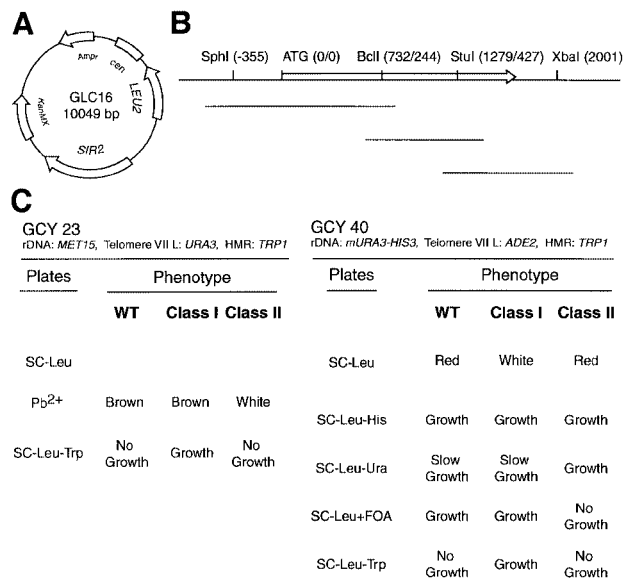 A
Ampr
cen
LEU2
GLC16
10049 bp
KanMX
SIR2
B
SphI (-355) ATG (0/0) BclI (732/244) StuI (1279/427) XbaI (2001)
C
GCY 23
rDNA: MET15, Telomere VII L: URA3, HMR: TRP1
Plates Phenotype
WT Class I Class II
SC-Leu
Pb2+ Brown Brown White
SC-Leu-Trp No Growth Growth No Growth
GCY 40
rDNA: mURA3-HIS3, Telomere VII L: ADE2, HMR: TRP1
Plates Phenotype
WT Class I Class II
SC-Leu Red White Red
SC-Leu-His Growth Growth Growth
SC-Leu-Ura Slow Growth Slow Growth Growth
SC-Leu+FOA Growth Growth No Growth
SC-Leu-Trp No Growth Growth No Growth